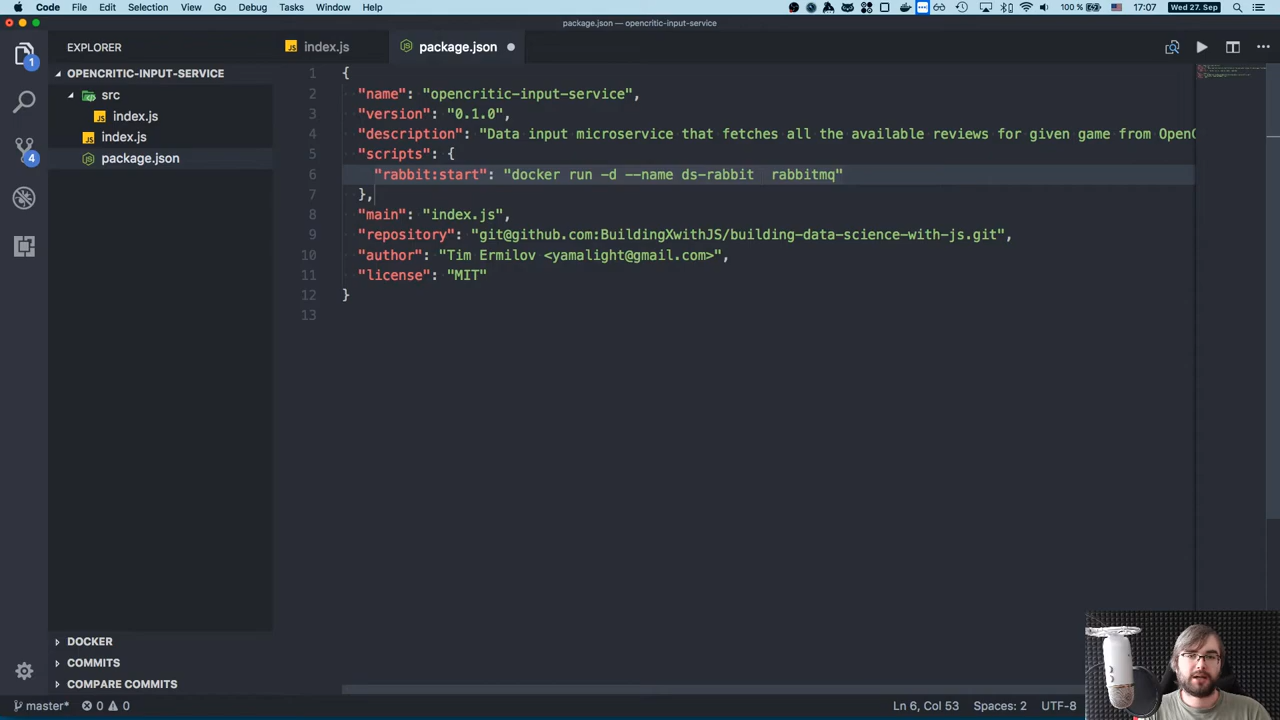 Code File Edit Selection View Go Debug Tasks Window Help 100 % 17:07 Wed 27. Sep
package.json — opencritic-input-service
EXPLORER
OPENCRITIC-INPUT-SERVICE
src
JS index.js
JS index.js
package.json
DOCKER
COMMITS
COMPARE COMMITS
1
4
JS index.js package.json
1 {
2 "name": "opencritic-input-service",
3 "version": "0.1.0",
4 "description": "Data input microservice that fetches all the available reviews for given game from OpenC
5 "scripts": {
6 "rabbit:start": "docker run -d --name ds-rabbit  rabbitmq"
7 },
8 "main": "index.js",
9 "repository": "git@github.com:BuildingXwithJS/building-data-science-with-js.git",
10 "author": "Tim Ermilov <yamalight@gmail.com>",
11 "license": "MIT"
12 }
13
master* 0 0 Ln 6, Col 53 Spaces: 2 UTF-8